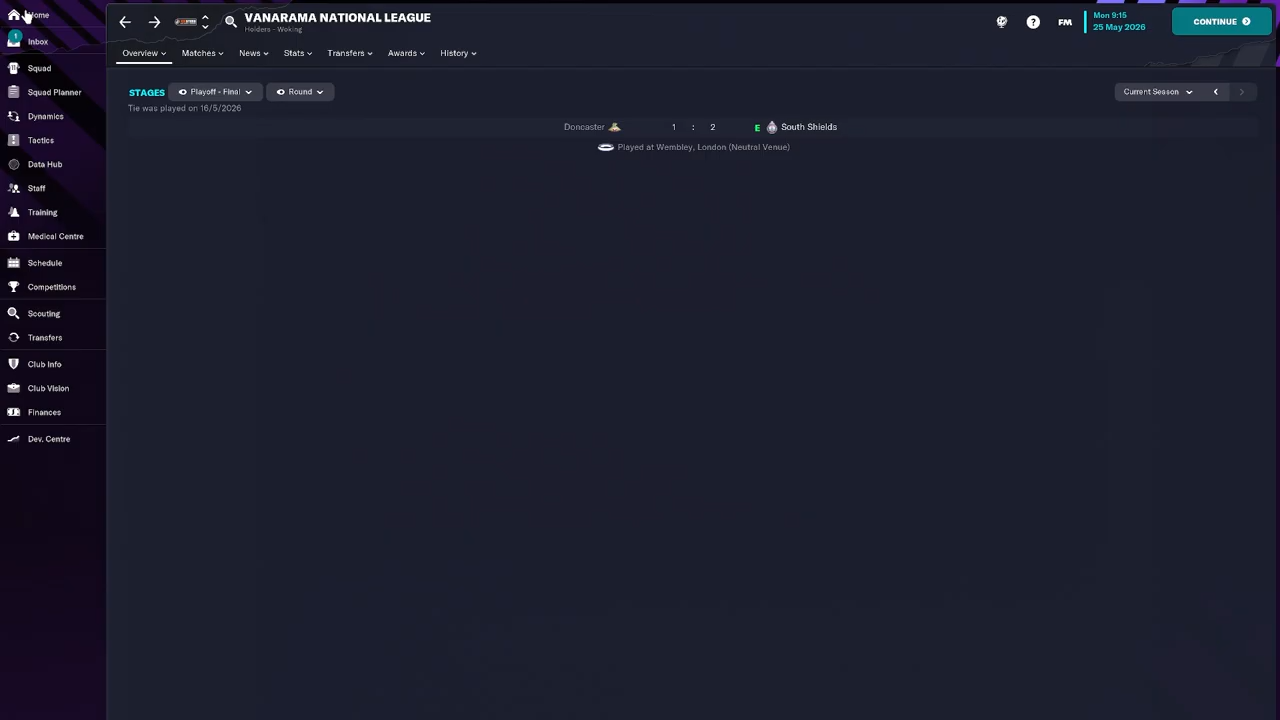 Home
VANARAMA NATIONAL LEAGUE
Holders - Woking
FM
Mon 9:15
25 May 2026
CONTINUE
1
Inbox
Overview
Matches
News
Stats
Transfers
Awards
History
Squad
Squad Planner
Dynamics
Tactics
Data Hub
Staff
Training
Medical Centre
Schedule
Competitions
Scouting
Transfers
Club Info
Club Vision
Finances
Dev. Centre
STAGES
Playoff - Final
Round
Current Season
Tie was played on 16/5/2026
Doncaster 1 : 2 E South Shields
Played at Wembley, London (Neutral Venue)